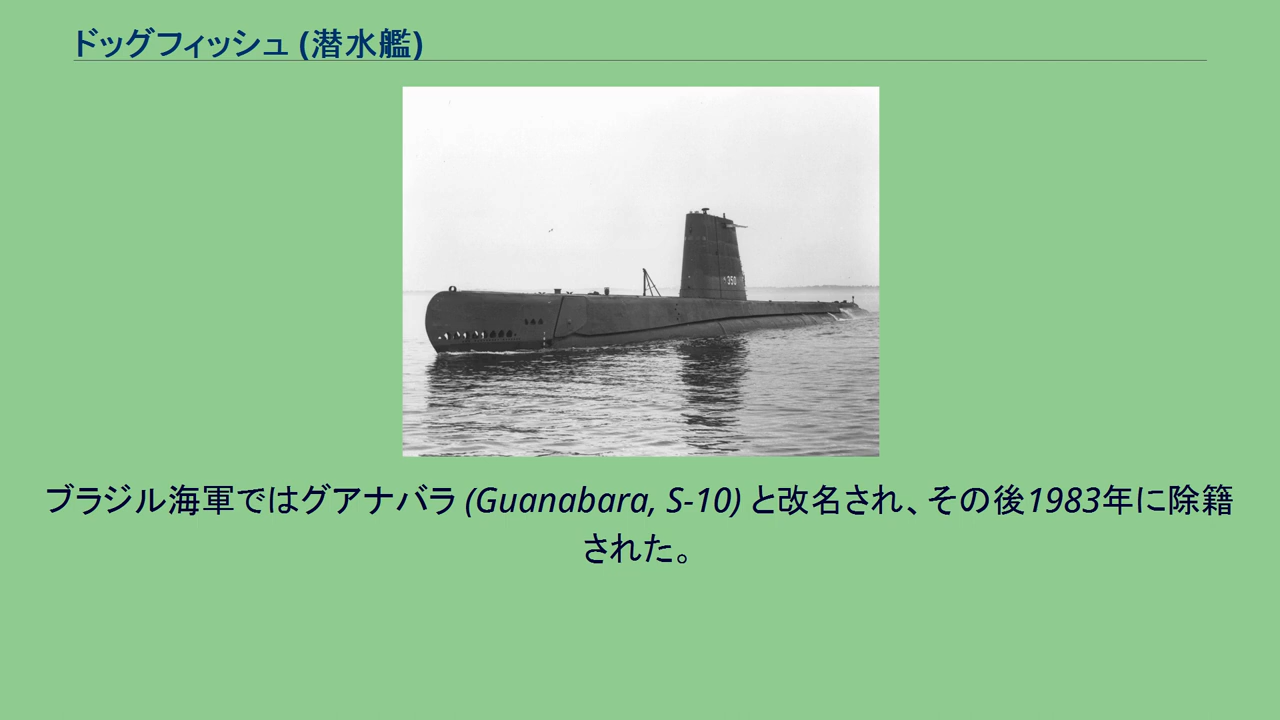 ドッグフィッシュ (潜水艦)
350
ブラジル海軍ではグアナバラ (Guanabara, S-10) と改名され、その後1983年に除籍
された。